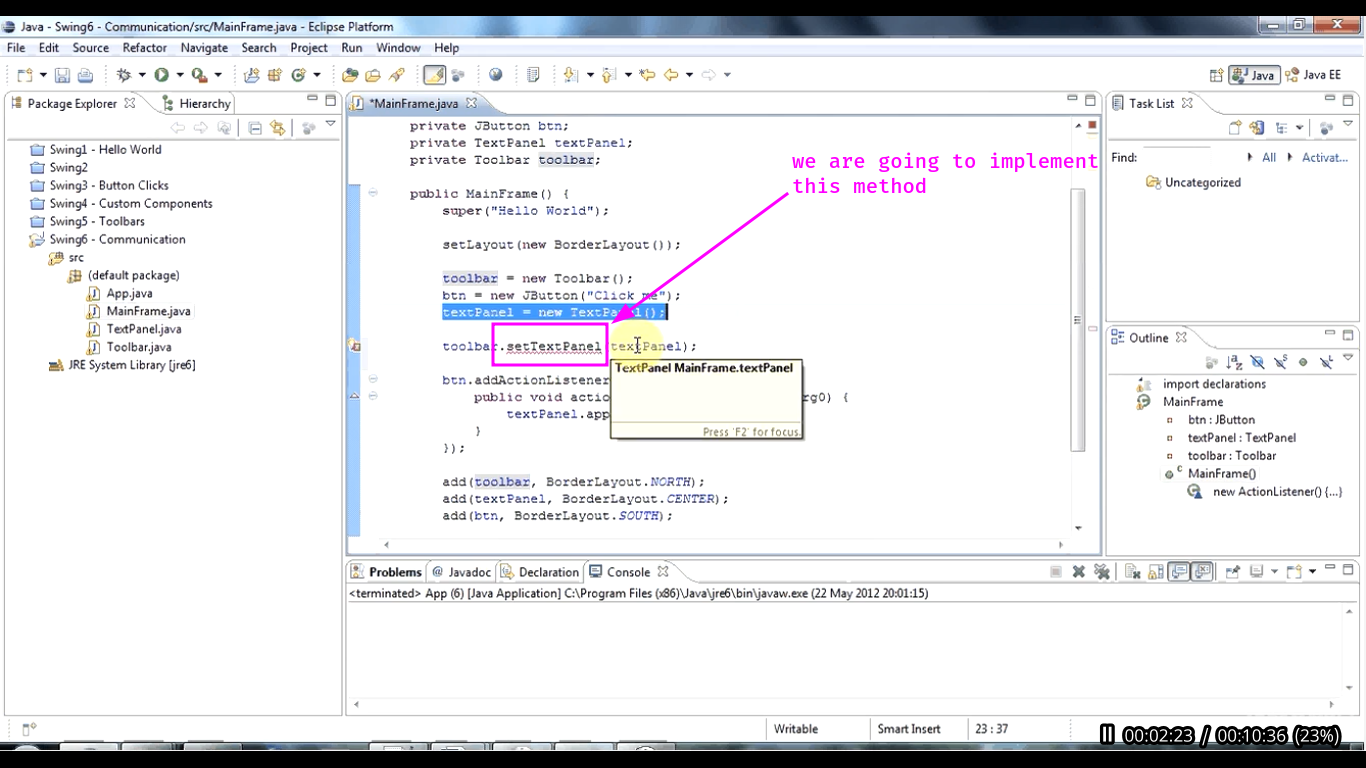 Java - Swing6 - Communication/src/MainFrame.java - Eclipse Platform
File Edit Source Refactor Navigate Search Project Run Window Help
Java Java EE
Package Explorer Hierarchy
Swing1 - Hello World
Swing2
Swing3 - Button Clicks
Swing4 - Custom Components
Swing5 - Toolbars
Swing6 - Communication
src
(default package)
App.java
MainFrame.java
TextPanel.java
Toolbar.java
JRE System Library [jre6]
*MainFrame.java
private JButton btn;
private TextPanel textPanel;
private Toolbar toolbar;
public MainFrame() {
super("Hello World");
setLayout(new BorderLayout());
toolbar = new Toolbar();
btn = new JButton("Click me");
textPanel = new TextPanel();
toolbar.setTextPanel(textPanel);
btn.addActionListener
public void actio rg0) {
textPanel.app
}
});
add(toolbar, BorderLayout.NORTH);
add(textPanel, BorderLayout.CENTER);
add(btn, BorderLayout.SOUTH);
we are going to implement
this method
TextPanel MainFrame.textPanel
Press 'F2' for focus.
Task List
Find: All Activat...
Uncategorized
Outline
import declarations
MainFrame
btn : JButton
textPanel : TextPanel
toolbar : Toolbar
MainFrame()
new ActionListener() {...}
Problems @ Javadoc Declaration Console
<terminated> App (6) [Java Application] C:\Program Files (x86)\Java\jre6\bin\javaw.exe (22 May 2012 20:01:15)
Writable Smart Insert 23 : 37
00:02:23 / 00:10:36 (23%)